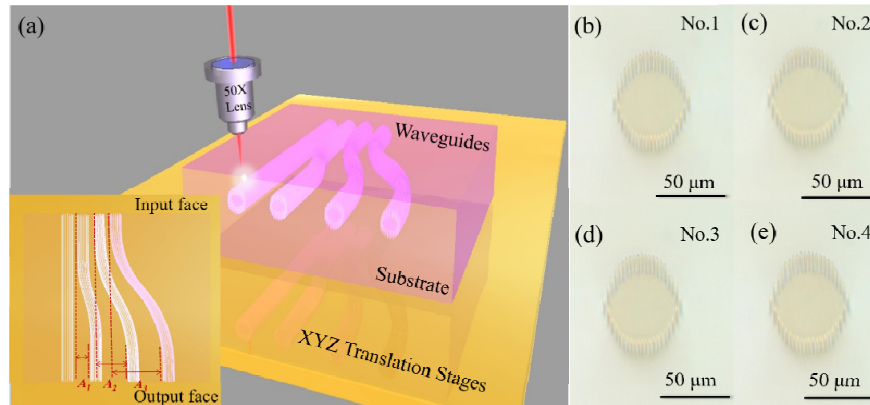 (a)
50X
Lens
Waveguides
Substrate
XYZ Translation Stages
Input face
A1
A2
Output face
(b)
No.1
50 μm
(c)
No.2
50 μm
(d)
No.3
50 μm
(e)
No.4
50 μm